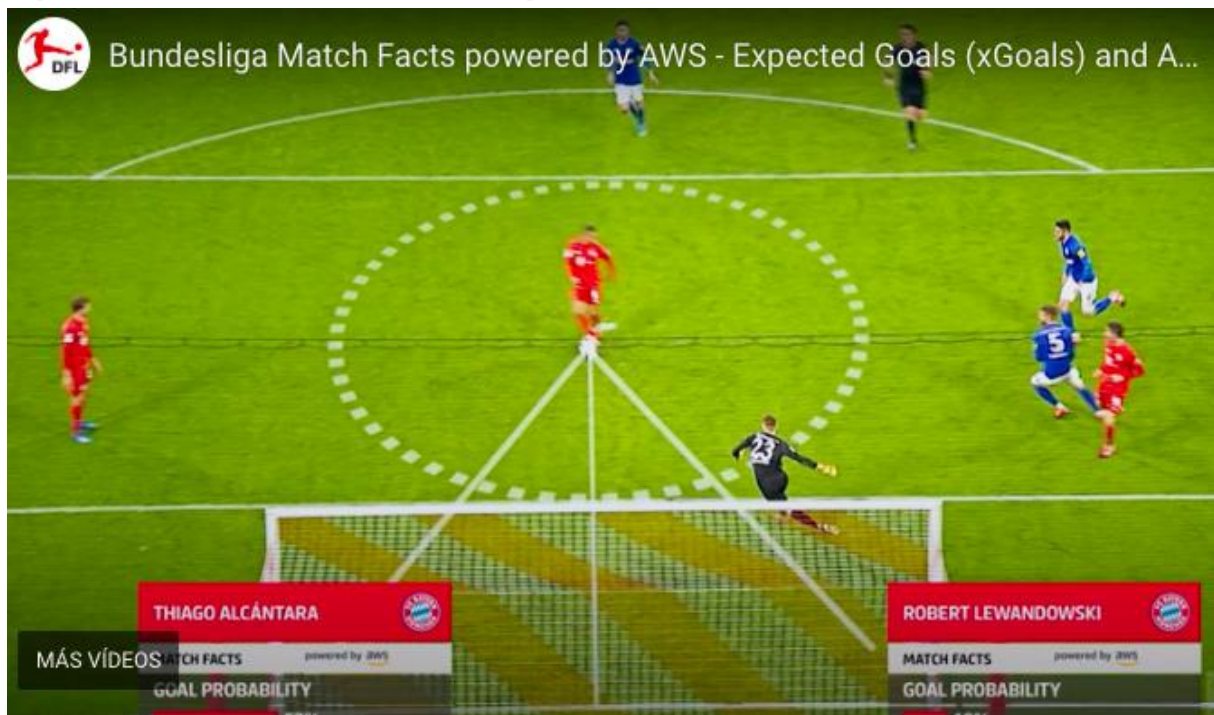 DFL
Bundesliga Match Facts powered by AWS - Expected Goals (xGoals) and A...
5
23
THIAGO ALCÁNTARA
MATCH FACTS powered by aws
GOAL PROBABILITY
ROBERT LEWANDOWSKI
MATCH FACTS powered by aws
GOAL PROBABILITY
MÁS VÍDEOS